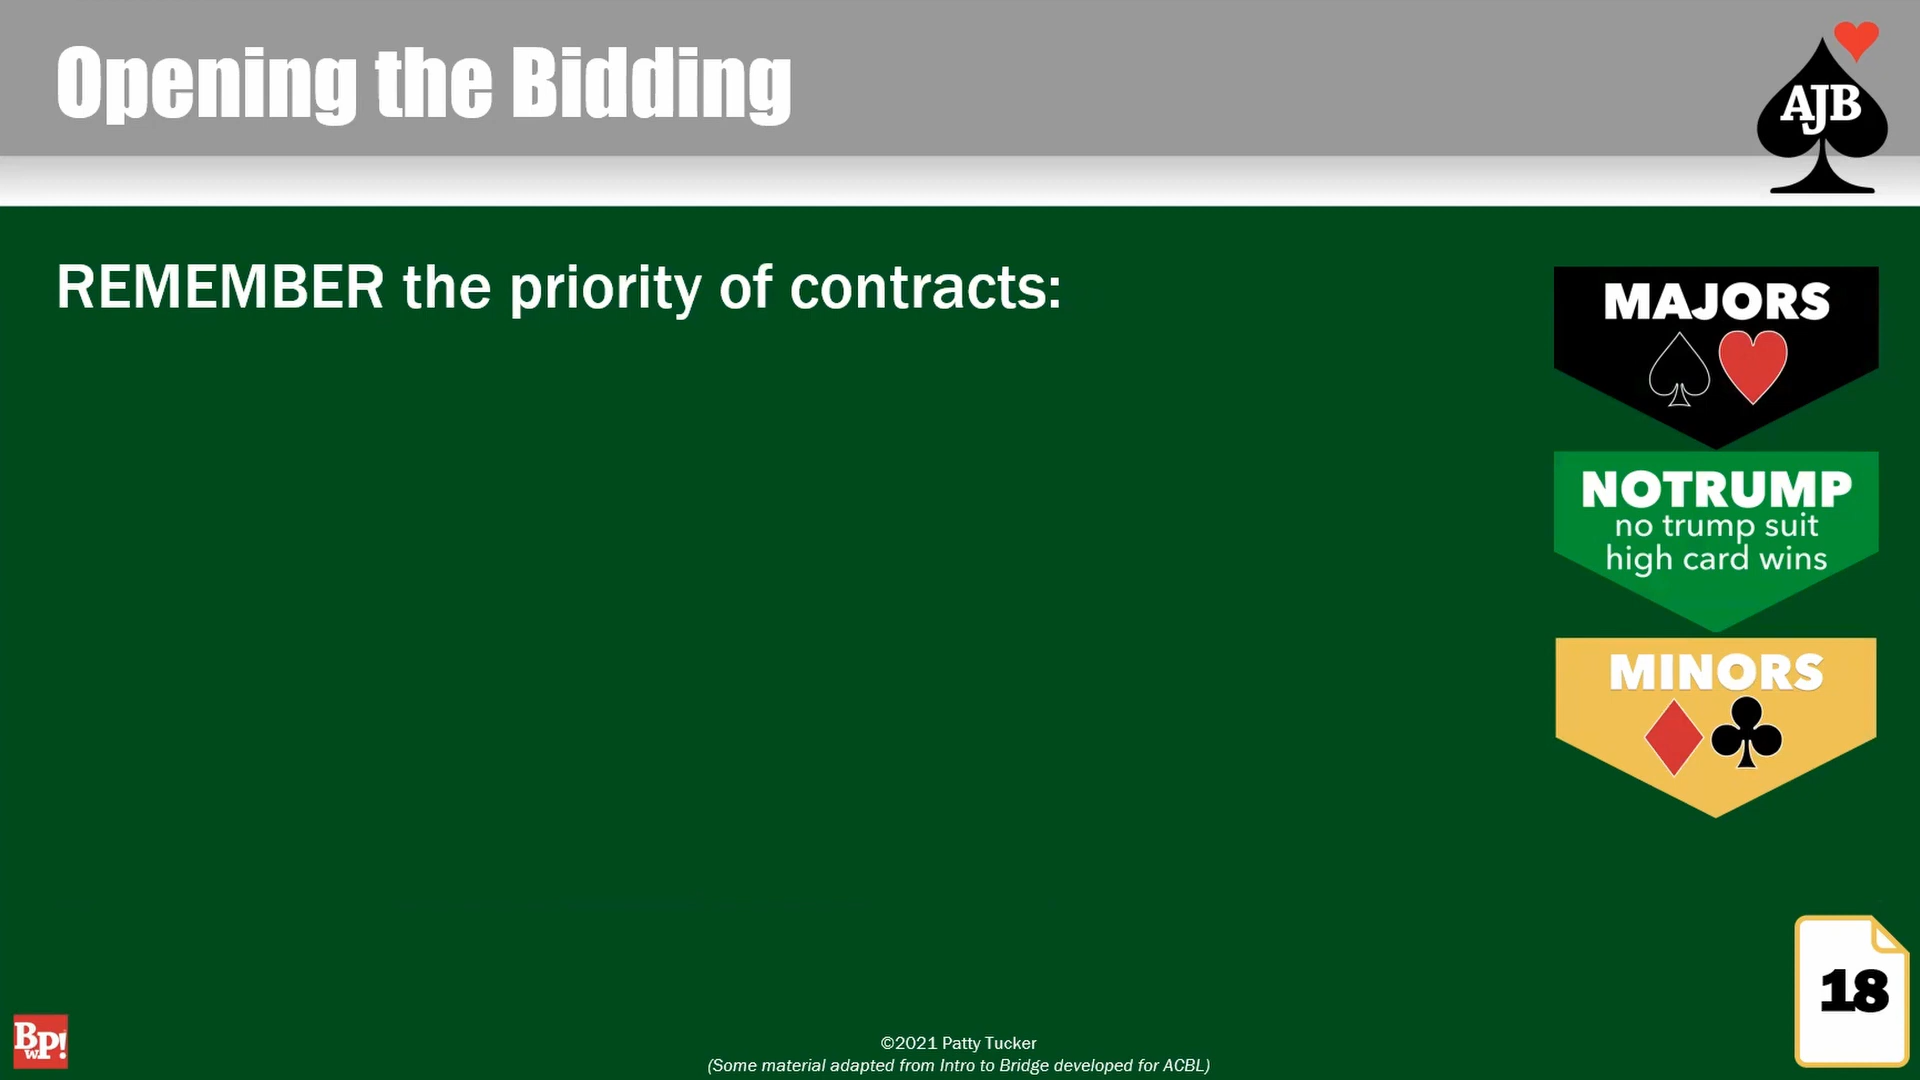 Opening the Bidding
AJB
REMEMBER the priority of contracts:
MAJORS
NOTRUMP
no trump suit
high card wins
MINORS
18
BwP!
©2021 Patty Tucker
(Some material adapted from Intro to Bridge developed for ACBL)